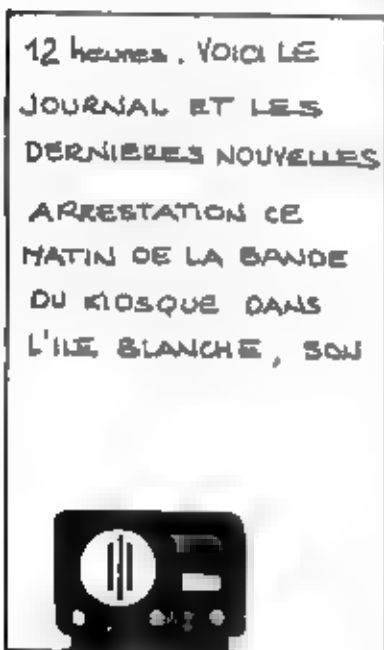 12 heures. VOICI LE
JOURNAL ET LES
DERNIERES NOUVELLES
ARRESTATION CE
MATIN DE LA BANDE
DU KIOSQUE DANS
L'ILE BLANCHE, SON